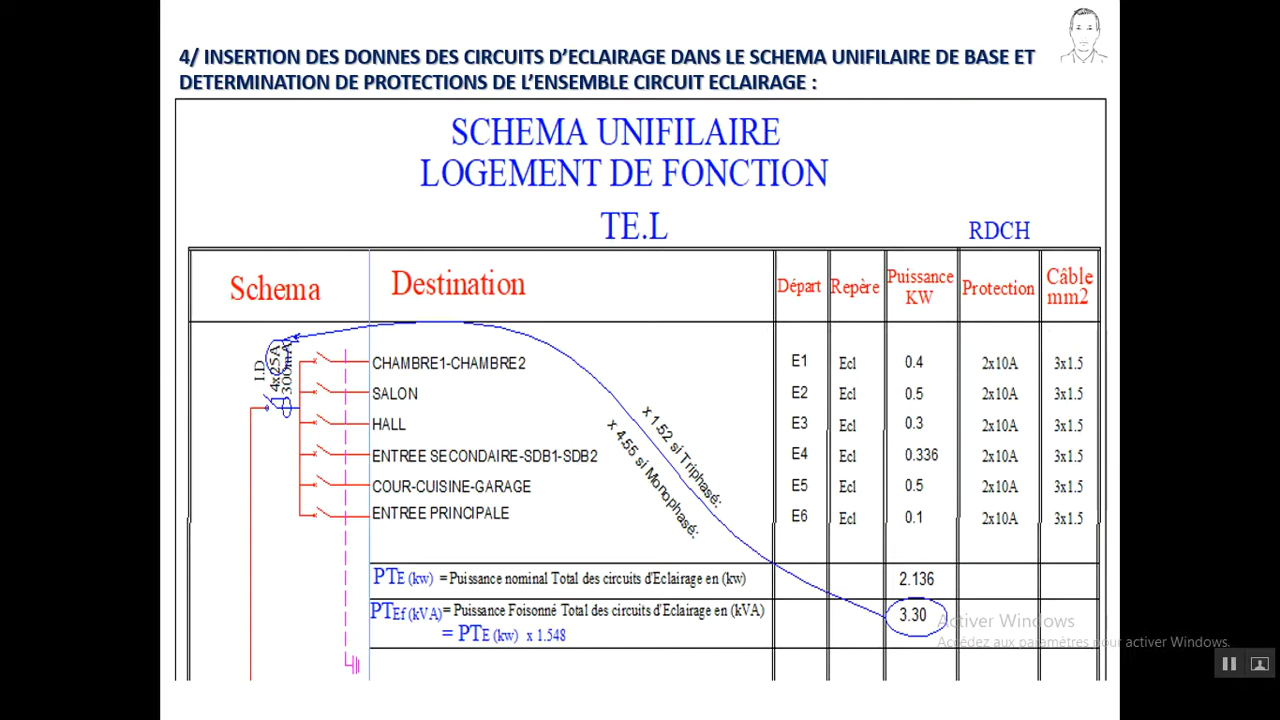 4/ INSERTION DES DONNES DES CIRCUITS D’ECLAIRAGE DANS LE SCHEMA UNIFILAIRE DE BASE ET
DETERMINATION DE PROTECTIONS DE L’ENSEMBLE CIRCUIT ECLAIRAGE :
SCHEMA UNIFILAIRE
LOGEMENT DE FONCTION
TE.L
RDCH
Schema Destination Départ Repère Puissance KW Protection Câble mm2
I.D
4x25A
300mA
CHAMBRE1-CHAMBRE2 E1 Ecl 0.4 2x10A 3x1.5
SALON E2 Ecl 0.5 2x10A 3x1.5
HALL E3 Ecl 0.3 2x10A 3x1.5
ENTREE SECONDAIRE-SDB1-SDB2 E4 Ecl 0.336 2x10A 3x1.5
COUR-CUISINE-GARAGE E5 Ecl 0.5 2x10A 3x1.5
ENTREE PRINCIPALE E6 Ecl 0.1 2x10A 3x1.5
x 1.52 si Triphasé:
x 4.55 si Monophasé:
PTE (kw) = Puissance nominal Total des circuits d'Eclairage en (kw) 2.136
PTEf (kVA) = Puissance Foisonné Total des circuits d'Eclairage en (kVA) 3.30
= PTE (kw) x 1.548
Activer Windows
Accédez aux paramètres pour activer Windows.